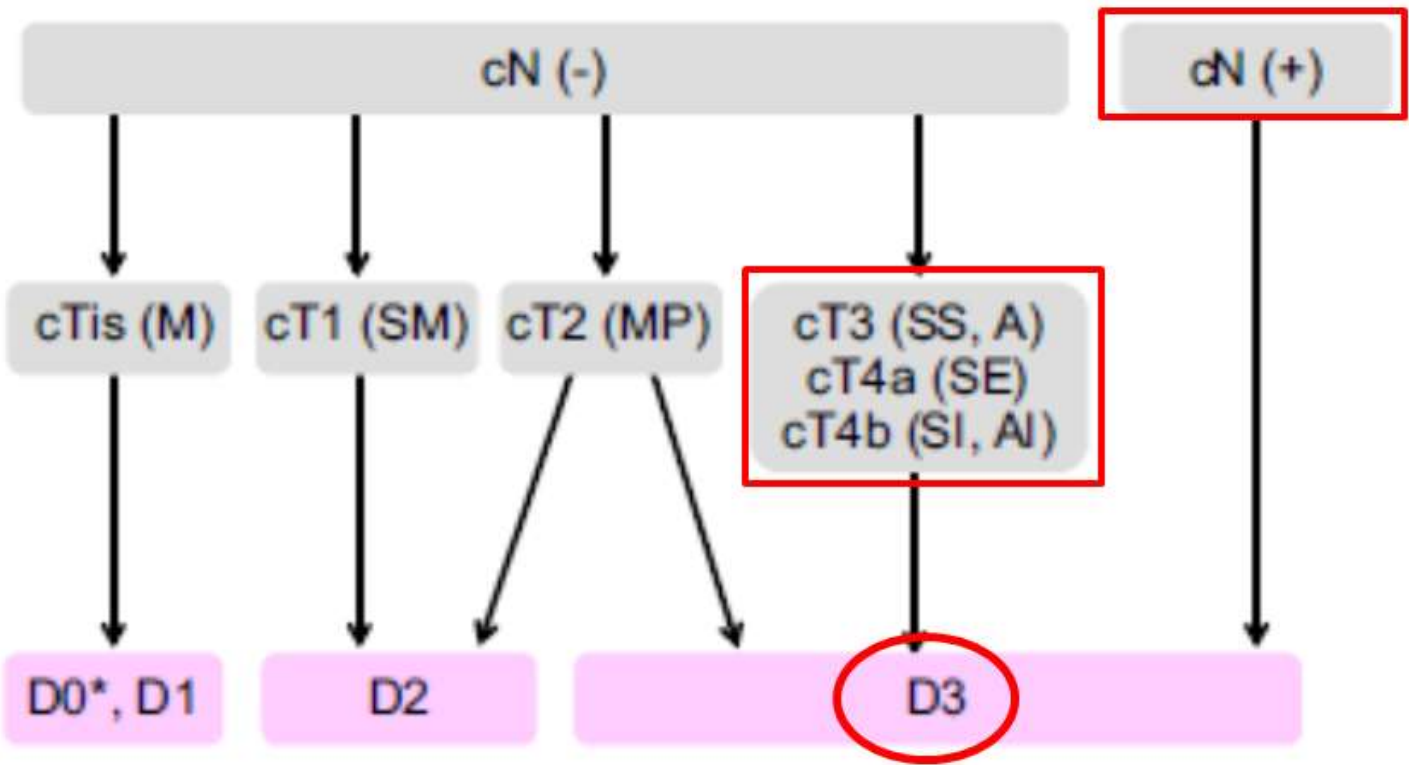 cN (-)
cN (+)
cTis (M)
cT1 (SM)
cT2 (MP)
cT3 (SS, A)
cT4a (SE)
cT4b (SI, AI)
D0*, D1
D2
D3